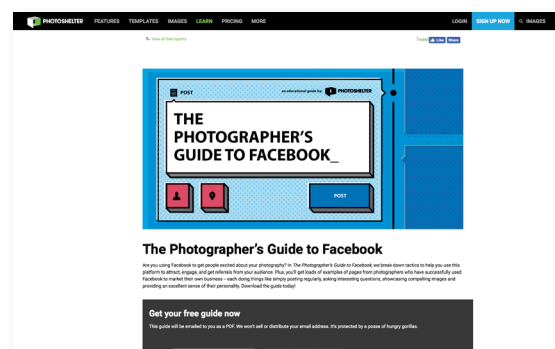 PHOTOSHELTER FEATURES TEMPLATES IMAGES LEARN PRICING MORE LOGIN SIGN UP NOW IMAGES
View all free reports Tweet Like Share
POST an educational guide by: PHOTOSHELTER
THE
PHOTOGRAPHER'S
GUIDE TO FACEBOOK_
POST
The Photographer's Guide to Facebook
Are you using Facebook to get people excited about your photography? In The Photographer's Guide to Facebook, we break down tactics to help you use this
platform to attract, engage, and get referrals from your audience. Plus, you'll get loads of examples of pages from photographers who have successfully used
Facebook to market their own business – each doing things like simply posting regularly, asking interesting questions, showcasing compelling images and
providing an excellent sense of their personality. Download the guide today!
Get your free guide now
This guide will be emailed to you as a PDF. We won't sell or distribute your email address. It's protected by a posse of hungry gorillas.